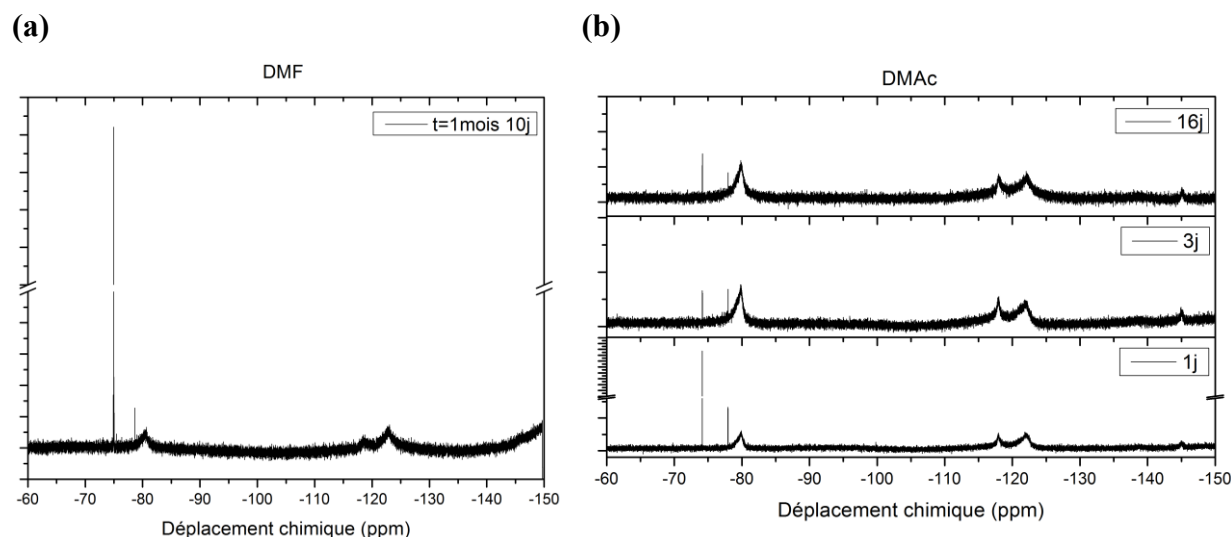 (a)
DMF
t=1mois 10j
-60 -70 -80 -90 -100 -110 -120 -130 -140 -150
Déplacement chimique (ppm)
(b)
DMAc
16j
3j
1j
-60 -70 -80 -90 -100 -110 -120 -130 -140 -150
Déplacement chimique (ppm)